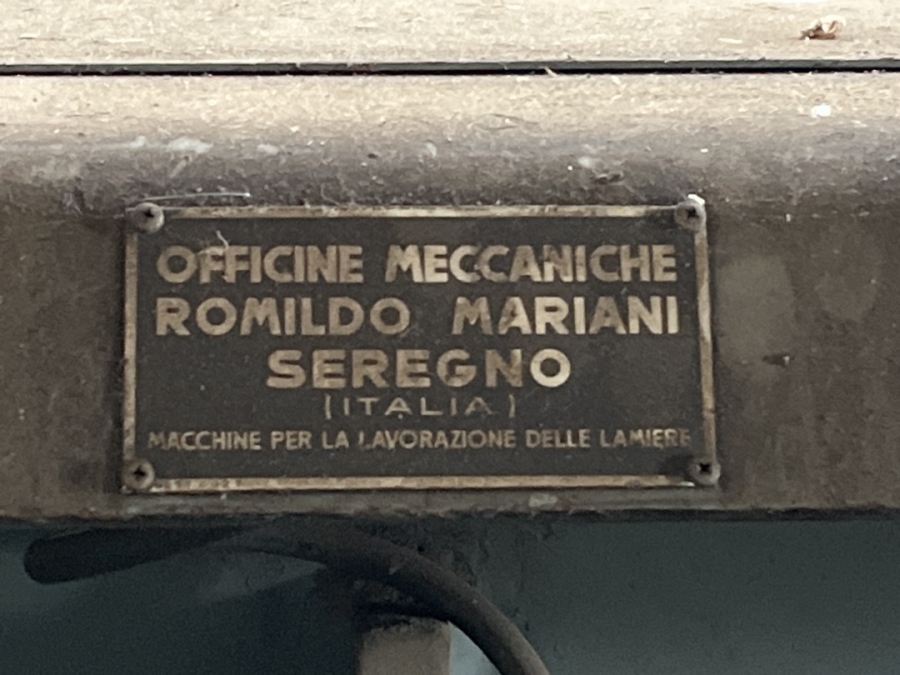 OFFICINE MECCANICHE
ROMILDO MARIANI
SEREGNO
(ITALIA)
MACCHINE PER LA LAVORAZIONE DELLE LAMIERE